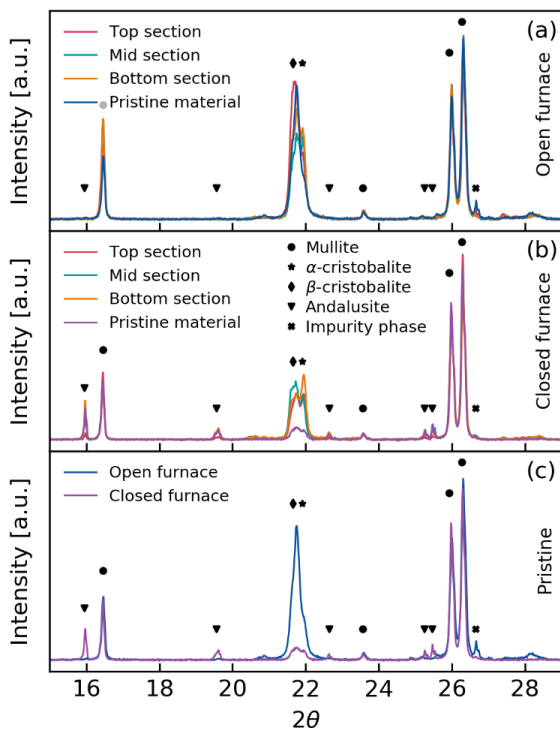 Intensity [a.u.]
Top section
Mid section
Bottom section
Pristine material
(a)
Open furnace
Intensity [a.u.]
Top section
Mid section
Bottom section
Pristine material
Mullite
α-cristobalite
β-cristobalite
Andalusite
Impurity phase
(b)
Closed furnace
Intensity [a.u.]
Open furnace
Closed furnace
(c)
Pristine
16 18 20 22 24 26 28
2θ